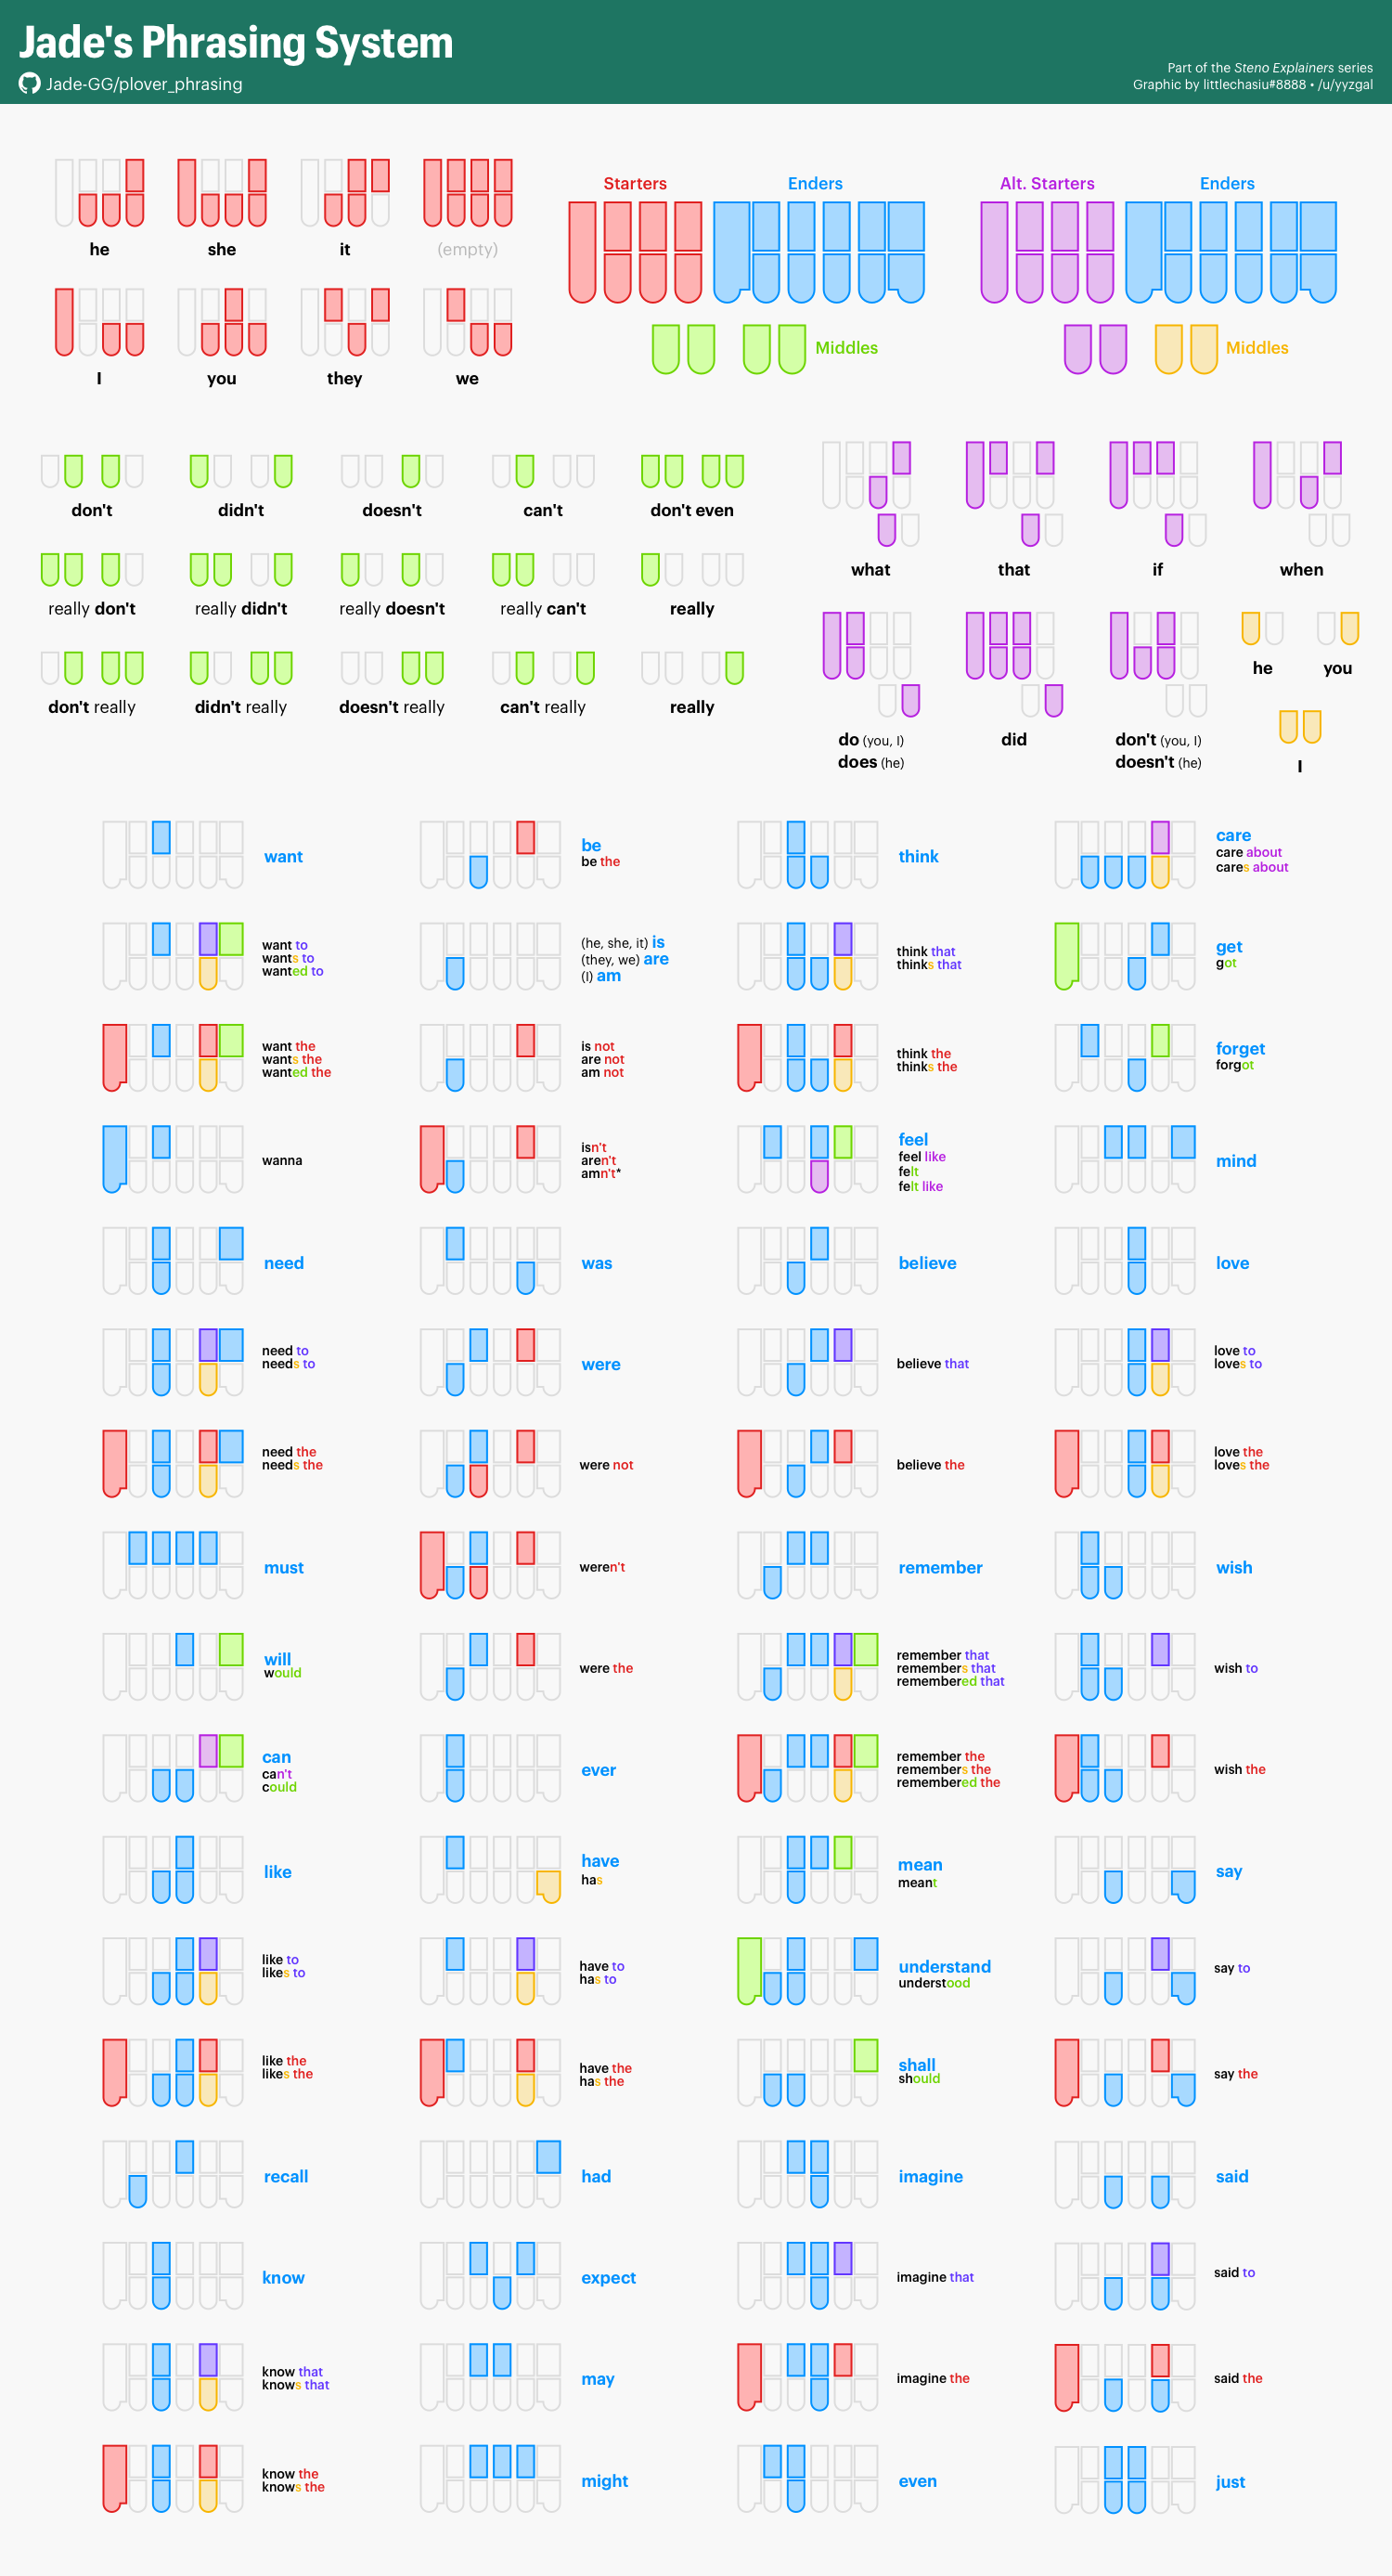 Jade's Phrasing System
Jade-GG/plover_phrasing
Part of the Steno Explainers series
Graphic by littlechasiu#8888 • /u/yyzgal
he
she
it
(empty)
I
you
they
we
Starters
Enders
Middles
Alt. Starters
Enders
Middles
don't
didn't
doesn't
can't
don't even
really don't
really didn't
really doesn't
really can't
really
don't really
didn't really
doesn't really
can't really
really
what
that
if
when
do (you, I)
does (he)
did
don't (you, I)
doesn't (he)
he
you
I
want
want to
wants to
wanted to
want the
wants the
wanted the
wanna
need
need to
needs to
need the
needs the
must
will
would
can
can't
could
like
like to
likes to
like the
likes the
recall
know
know that
knows that
know the
knows the
be
be the
(he, she, it) is
(they, we) are
(I) am
is not
are not
am not
isn't
aren't
amn't*
was
were
were not
weren't
were the
ever
have
has
have to
has to
have the
has the
had
expect
may
might
think
think that
thinks that
think the
thinks the
feel
feel like
felt
felt like
believe
believe that
believe the
remember
remember that
remembers that
remembered that
remember the
remembers the
remembered the
mean
meant
understand
understood
shall
should
imagine
imagine that
imagine the
even
care
care about
cares about
get
got
forget
forgot
mind
love
love to
loves to
love the
loves the
wish
wish to
wish the
say
say to
say the
said
said to
said the
just